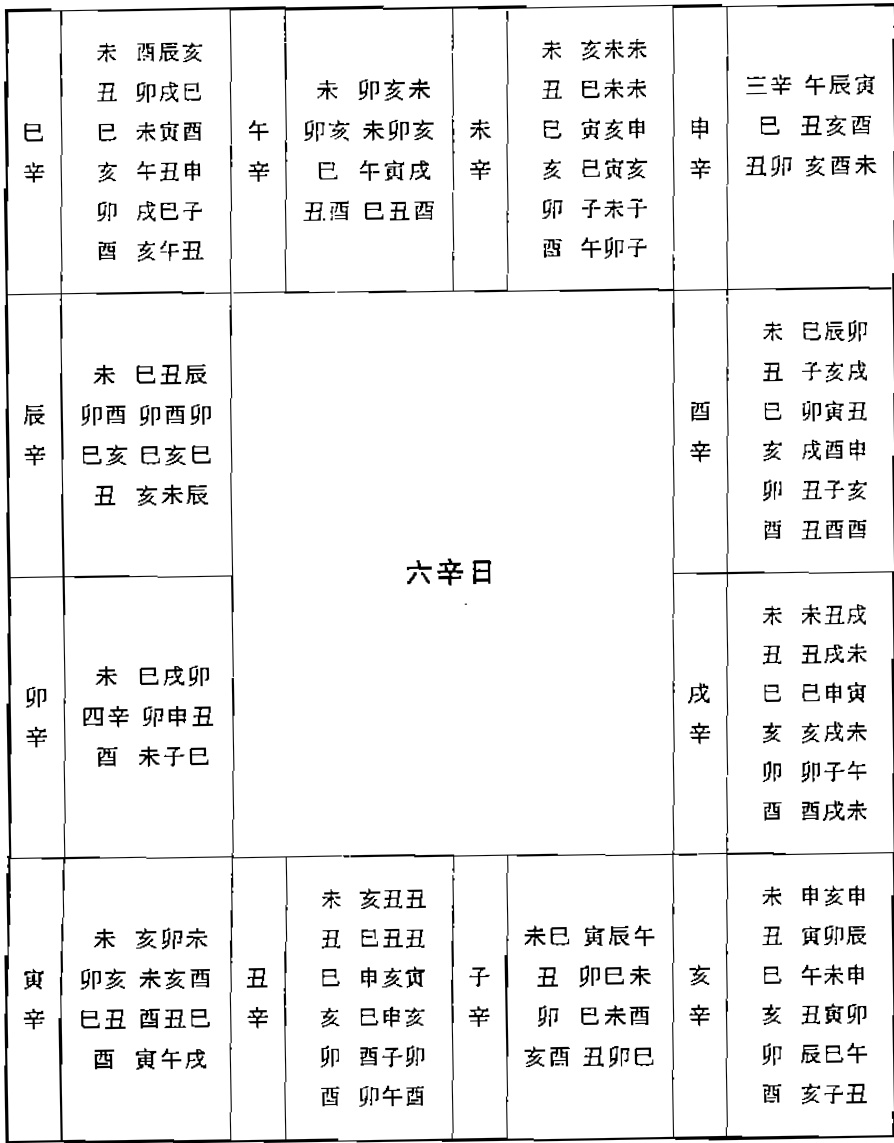 巳辛
未 酉辰亥
丑 卯戌巳
巳 未寅酉
亥 午丑申
卯 戌巳子
酉 亥午丑
午辛
未 卯亥未
卯亥 未卯亥
巳 午寅戌
丑酉 巳丑酉
未辛
未 亥未未
丑 巳未未
巳 寅亥申
亥 巳寅亥
卯 子未子
酉 午卯子
申辛
三辛 午辰寅
巳 丑亥酉
丑卯 亥酉未
辰辛
未 巳丑辰
卯酉 卯酉卯
巳亥 巳亥巳
丑 亥未辰
六辛日
酉辛
未 巳辰卯
丑 子亥戌
巳 卯寅丑
亥 戌酉申
卯 丑子亥
酉 丑酉酉
卯辛
未 巳戌卯
四辛 卯申丑
酉 未子巳
戌辛
未 未丑戌
丑 丑戌未
巳 巳申寅
亥 亥戌未
卯 卯子午
酉 酉戌未
寅辛
未 亥卯未
卯亥 未亥酉
巳丑 酉丑巳
酉 寅午戌
丑辛
未 亥丑丑
丑 巳丑丑
巳 申亥寅
亥 巳申亥
卯 酉子卯
酉 卯午酉
子辛
未巳 寅辰午
丑 卯巳未
卯 巳未酉
亥酉 丑卯巳
亥辛
未 申亥申
丑 寅卯辰
巳 午未申
亥 丑寅卯
卯 辰巳午
酉 亥子丑